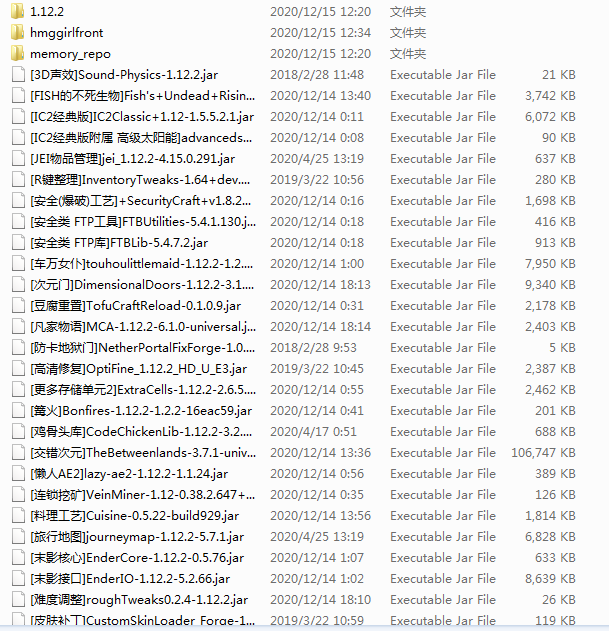 1.12.2 2020/12/15 12:20 文件夹
hmggirlfront 2020/12/15 12:34 文件夹
memory_repo 2020/12/15 12:20 文件夹
[3D声效]Sound-Physics-1.12.2.jar 2018/2/28 11:48 Executable Jar File 21 KB
[FISH的不死生物]Fish's+Undead+Risin... 2020/12/14 13:40 Executable Jar File 3,742 KB
[IC2经典版]IC2Classic+1.12-1.5.5.2.1.jar 2020/12/14 0:11 Executable Jar File 6,072 KB
[IC2经典版附属 高级太阳能]advanceds... 2020/12/14 0:08 Executable Jar File 90 KB
[JEI物品管理]jei_1.12.2-4.15.0.291.jar 2020/4/25 13:19 Executable Jar File 637 KB
[R键整理]InventoryTweaks-1.64+dev.... 2019/3/22 10:56 Executable Jar File 280 KB
[安全(爆破)工艺]+SecurityCraft+v1.8.2... 2020/12/14 0:16 Executable Jar File 1,698 KB
[安全类 FTP工具]FTBUtilities-5.4.1.130.j... 2020/12/14 0:18 Executable Jar File 416 KB
[安全类 FTP库]FTBLib-5.4.7.2.jar 2020/12/14 0:18 Executable Jar File 913 KB
[车万女仆]touhoulittlemaid-1.12.2-1.2.... 2020/12/14 1:00 Executable Jar File 7,950 KB
[次元门]DimensionalDoors-1.12.2-3.1.... 2020/12/14 18:13 Executable Jar File 9,340 KB
[豆腐重置]TofuCraftReload-0.1.0.9.jar 2020/12/14 0:31 Executable Jar File 2,178 KB
[凡家物语]MCA-1.12.2-6.1.0-universal.j... 2020/12/14 18:14 Executable Jar File 2,403 KB
[防卡地狱门]NetherPortalFixForge-1.0.... 2018/2/28 9:53 Executable Jar File 5 KB
[高清修复]OptiFine_1.12.2_HD_U_E3.jar 2019/3/22 10:45 Executable Jar File 2,387 KB
[更多存储单元2]ExtraCells-1.12.2-2.6.5.... 2020/12/14 0:55 Executable Jar File 2,462 KB
[篝火]Bonfires-1.12.2-1.2.2-16eac59.jar 2020/12/14 0:41 Executable Jar File 201 KB
[鸡骨头库]CodeChickenLib-1.12.2-3.2.... 2020/4/17 0:51 Executable Jar File 688 KB
[交错次元]TheBetweenlands-3.7.1-univ... 2020/12/14 13:36 Executable Jar File 106,747 KB
[懒人AE2]lazy-ae2-1.12.2-1.1.24.jar 2020/12/14 0:56 Executable Jar File 389 KB
[连锁挖矿]VeinMiner-1.12-0.38.2.647+... 2020/12/14 0:35 Executable Jar File 126 KB
[料理工艺]Cuisine-0.5.22-build929.jar 2020/12/14 13:56 Executable Jar File 1,814 KB
[旅行地图]journeymap-1.12.2-5.7.1.jar 2020/4/25 13:19 Executable Jar File 6,828 KB
[末影核心]EnderCore-1.12.2-0.5.76.jar 2020/12/14 1:07 Executable Jar File 633 KB
[末影接口]EnderIO-1.12.2-5.2.66.jar 2020/12/14 1:02 Executable Jar File 8,639 KB
[难度调整]roughTweaks0.2.4-1.12.2.jar 2020/12/14 18:10 Executable Jar File 26 KB
[皮肤补丁]CustomSkinLoader_Forge-1... 2019/3/22 10:59 Executable Jar File 119 KB